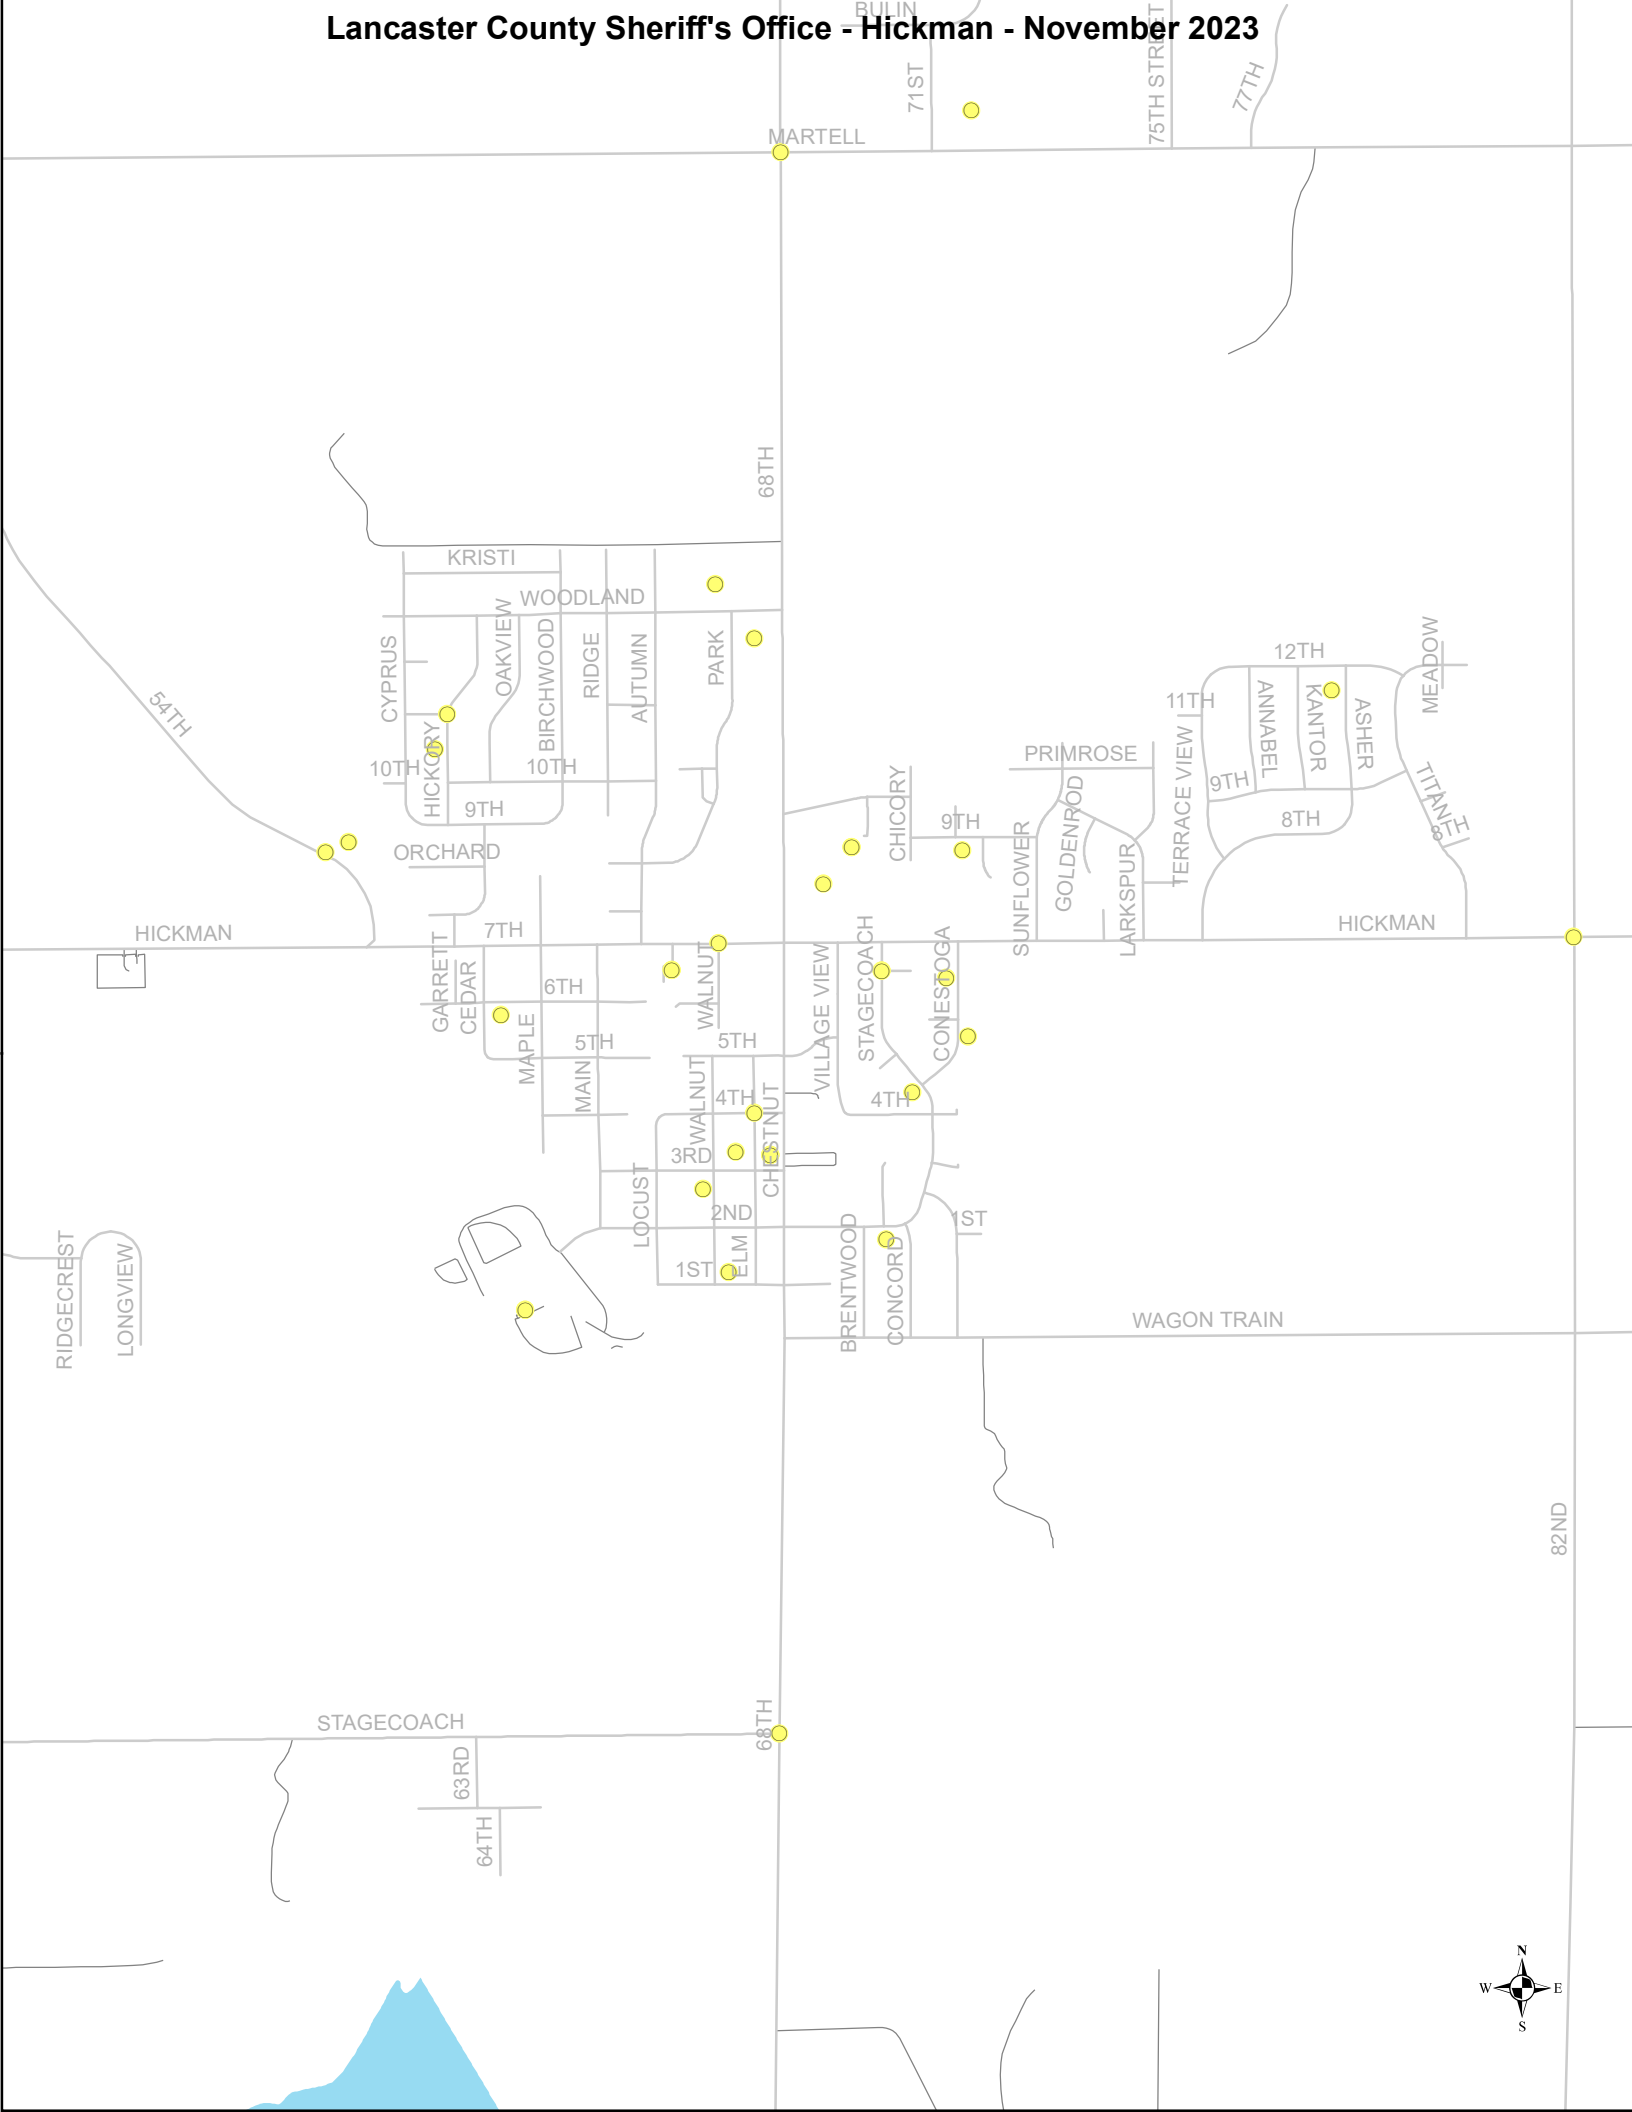 BULIN
Lancaster County Sheriff's Office - Hickman - November 2023
71ST
75TH STREET
77TH
MARTELL
68TH
KRISTI
WOODLAND
CYPRUS
OAKVIEW
BIRCHWOOD
RIDGE
AUTUMN
PARK
54TH
HICKORY
10TH
10TH
9TH
ORCHARD
12TH
MEADOW
11TH
ANNABEL
KANTOR
ASHER
PRIMROSE
TERRACE VIEW
9TH
TITAN
8TH
8TH
CHICORY
9TH
GOLDENROD
SUNFLOWER
LARKSPUR
HICKMAN
7TH
HICKMAN
GARRETT
CEDAR
6TH
WALNUT
VILLAGE VIEW
STAGECOACH
CONESTOGA
MAPLE
5TH
5TH
MAIN
WALNUT
4TH
CHESTNUT
4TH
3RD
LOCUST
2ND
1ST
ELM
1ST
BRENTWOOD
CONCORD
RIDGECREST
LONGVIEW
WAGON TRAIN
82ND
STAGECOACH
68TH
63RD
64TH
N
W
E
S